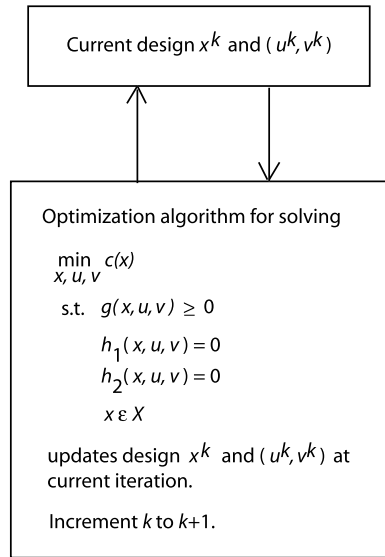 Current design x^k and (u^k, v^k)
Optimization algorithm for solving
min c(x)
x, u, v
s.t. g(x, u, v) ≥ 0
h_1(x, u, v) = 0
h_2(x, u, v) = 0
x ε X
updates design x^k and (u^k, v^k) at
current iteration.
Increment k to k+1.